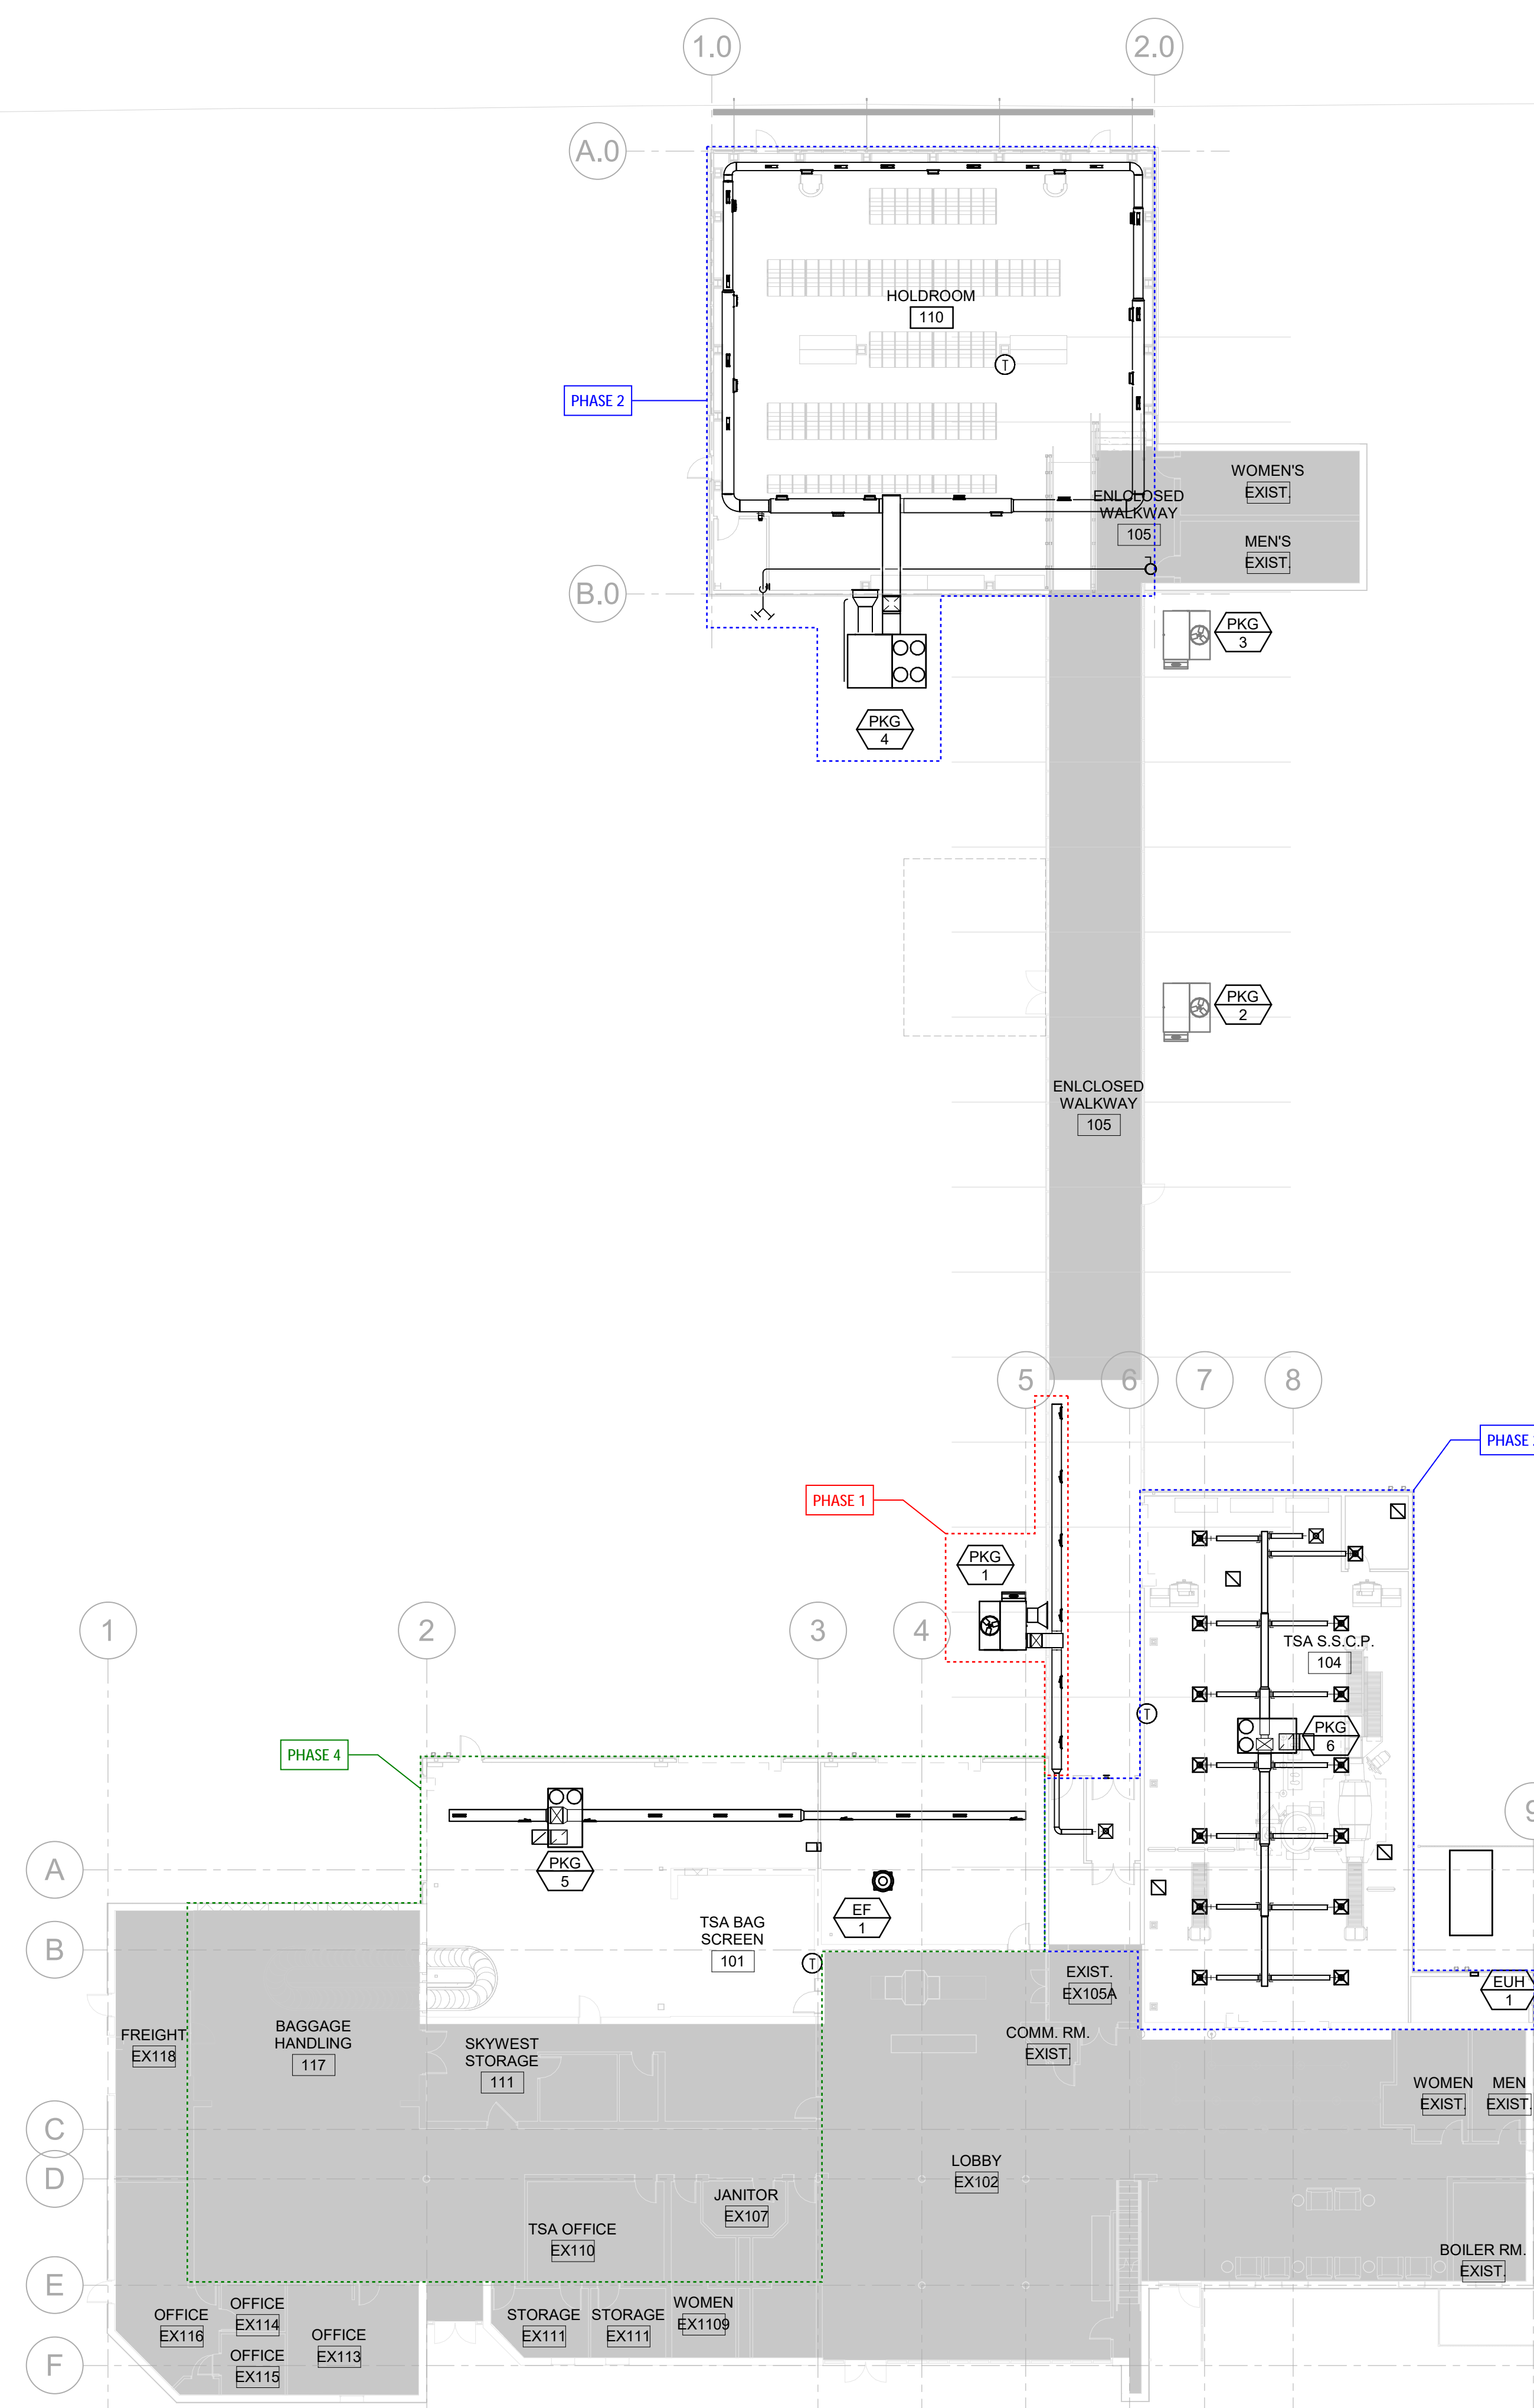 1.0
2.0
A.0
HOLDROOM
110
T
PHASE 2
WOMEN'S
EXIST.
ENLCLOSED
WALKWAY
105
MEN'S
EXIST.
B.0
PKG
3
PKG
4
PKG
2
ENLCLOSED
WALKWAY
105
5
6
7
8
PHASE
PHASE 1
PKG
1
1
2
3
4
TSA S.S.C.P.
104
T
PKG
6
PHASE 4
9
A
PKG
5
EF
1
B
TSA BAG
SCREEN
101
T
EXIST.
EX105A
EUH
1
FREIGHT
EX118
BAGGAGE
HANDLING
117
SKYWEST
STORAGE
111
COMM. RM.
EXIST.
WOMEN
EXIST.
MEN
EXIST.
C
D
LOBBY
EX102
JANITOR
EX107
TSA OFFICE
EX110
BOILER RM.
EXIST.
E
OFFICE
EX116
OFFICE
EX114
OFFICE
EX115
OFFICE
EX113
STORAGE
EX111
STORAGE
EX111
WOMEN
EX1109
F